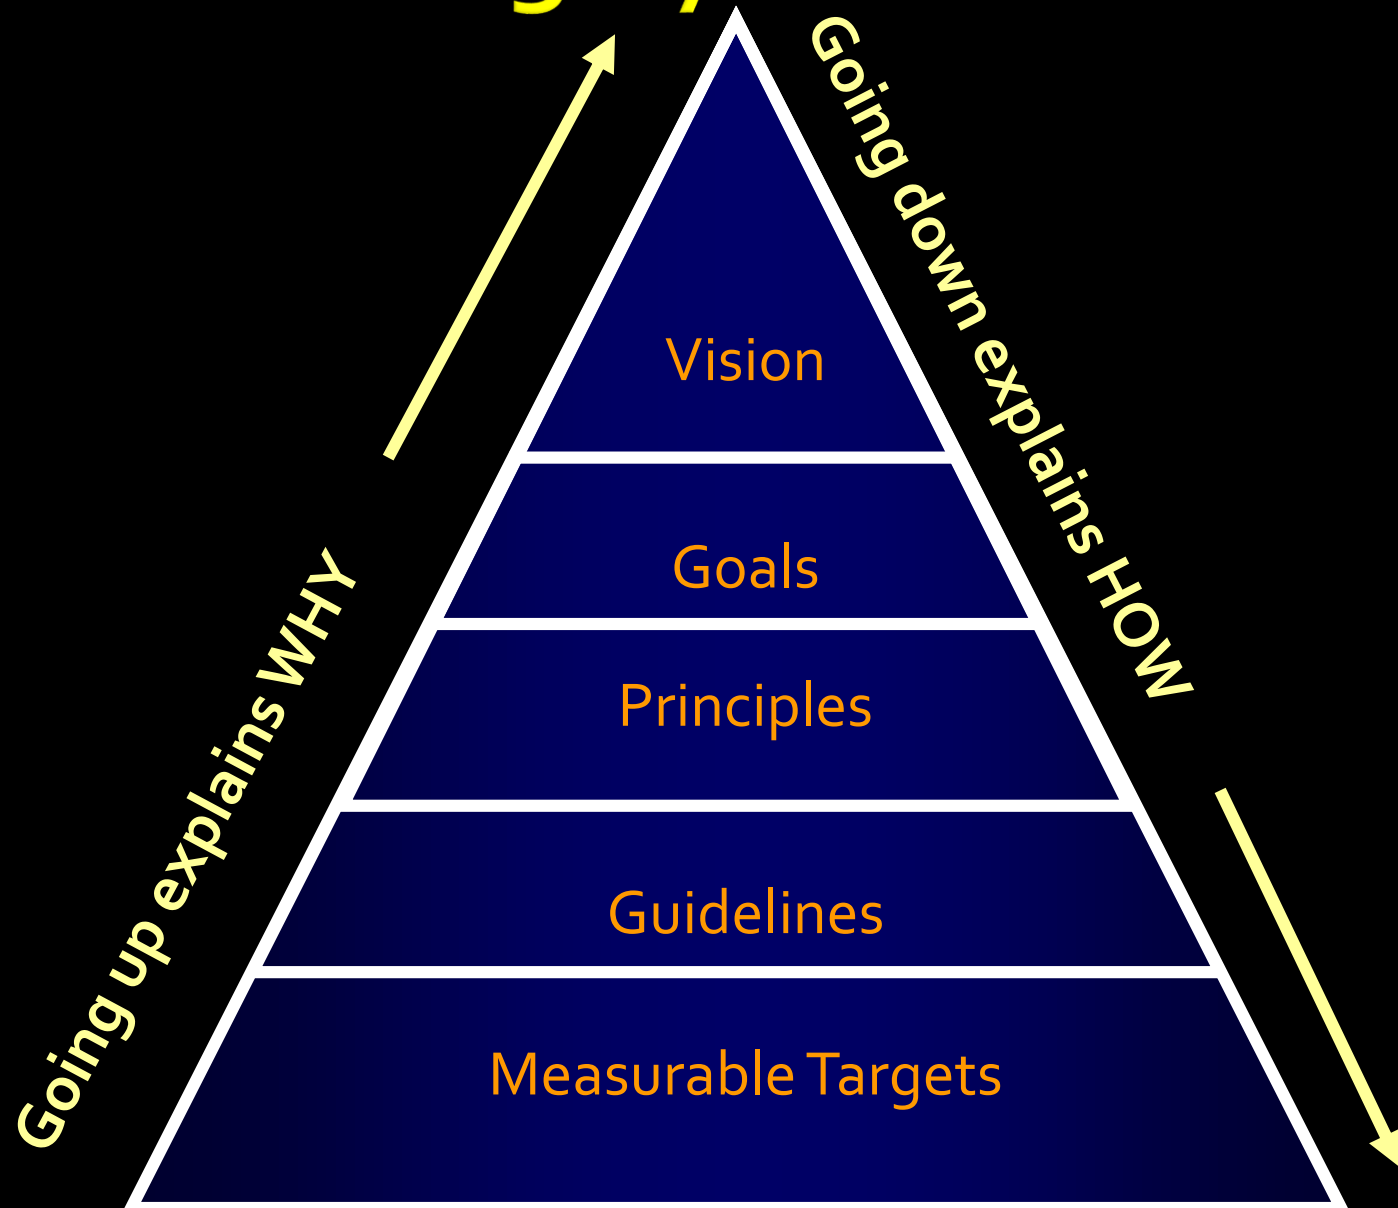 Going up explains WHY
Going down explains HOW
Vision
Goals
Principles
Guidelines
Measurable Targets